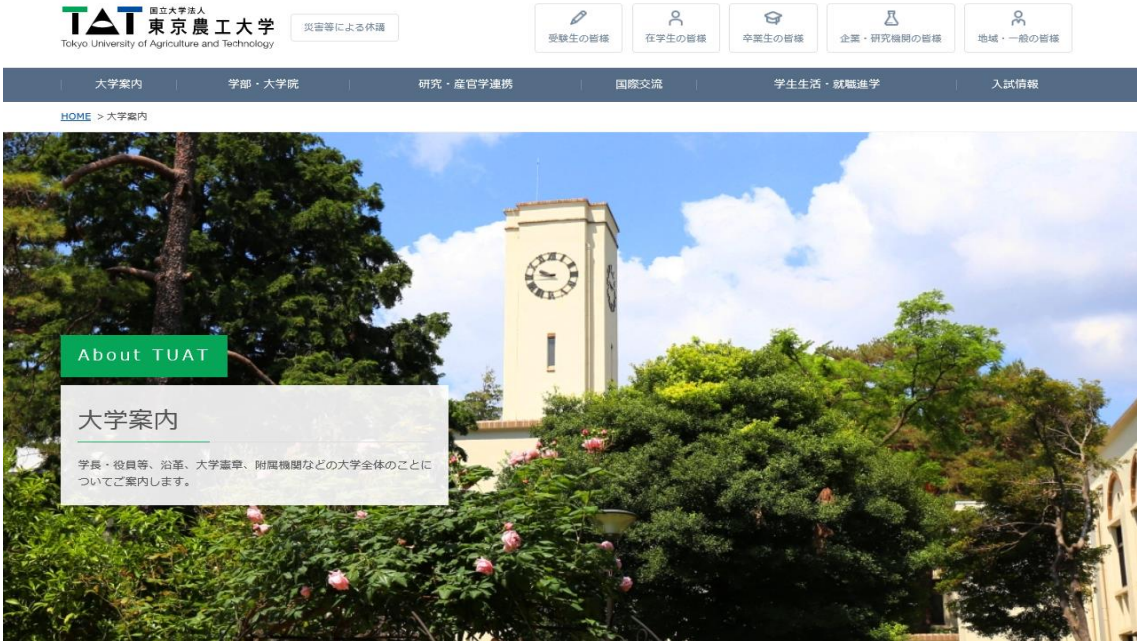 TAT
国立大学法人
東京農工大学
Tokyo University of Agriculture and Technology
災害等による休講
受験生の皆様
在学生の皆様
卒業生の皆様
企業・研究機関の皆様
地域・一般の皆様
大学案内
学部・大学院
研究・産官学連携
国際交流
学生生活・就職進学
入試情報
HOME > 大学案内
About TUAT
大学案内
学長・役員等、沿革、大学憲章、附属機関などの大学全体のことに
ついてご案内します。